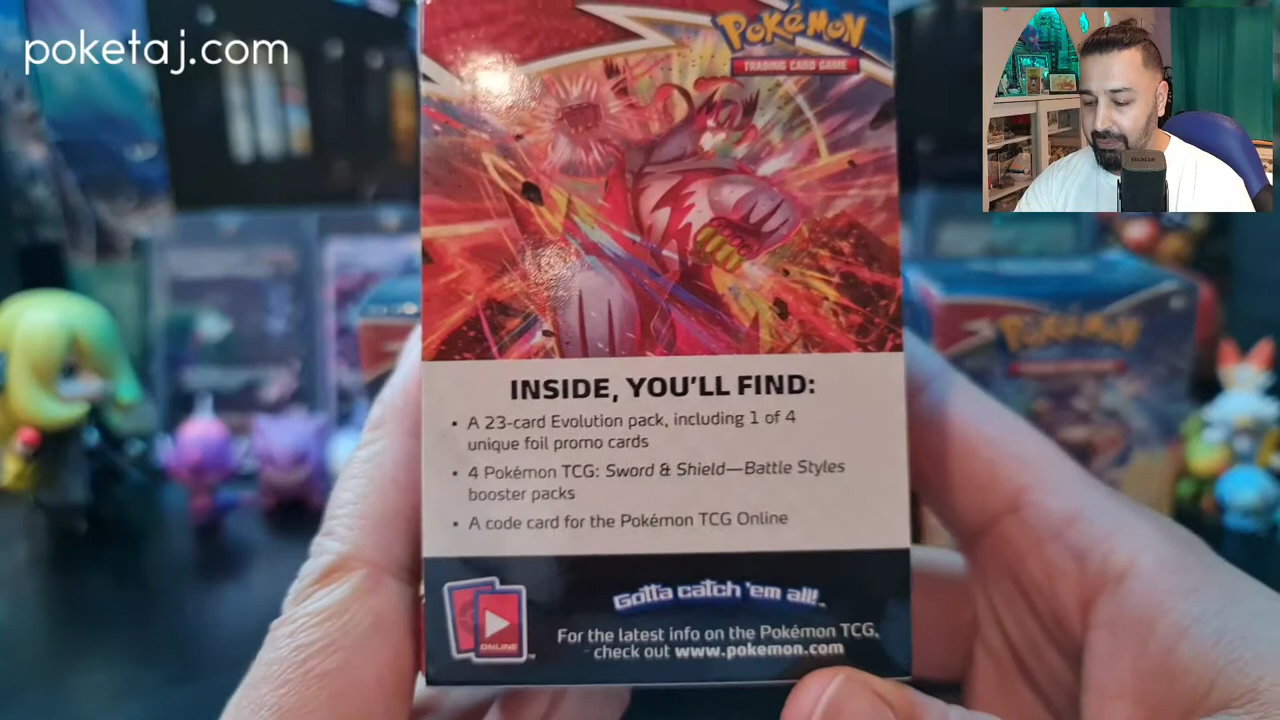 poketaj.com
POKÉMON
TRADING CARD GAME
INSIDE, YOU'LL FIND:
• A 23-card Evolution pack, including 1 of 4
unique foil promo cards
• 4 Pokémon TCG: Sword & Shield—Battle Styles
booster packs
• A code card for the Pokémon TCG Online
ONLINE
Gotta catch 'em all!™
For the latest info on the Pokémon TCG,
check out www.pokemon.com
POKÉMON
RODE